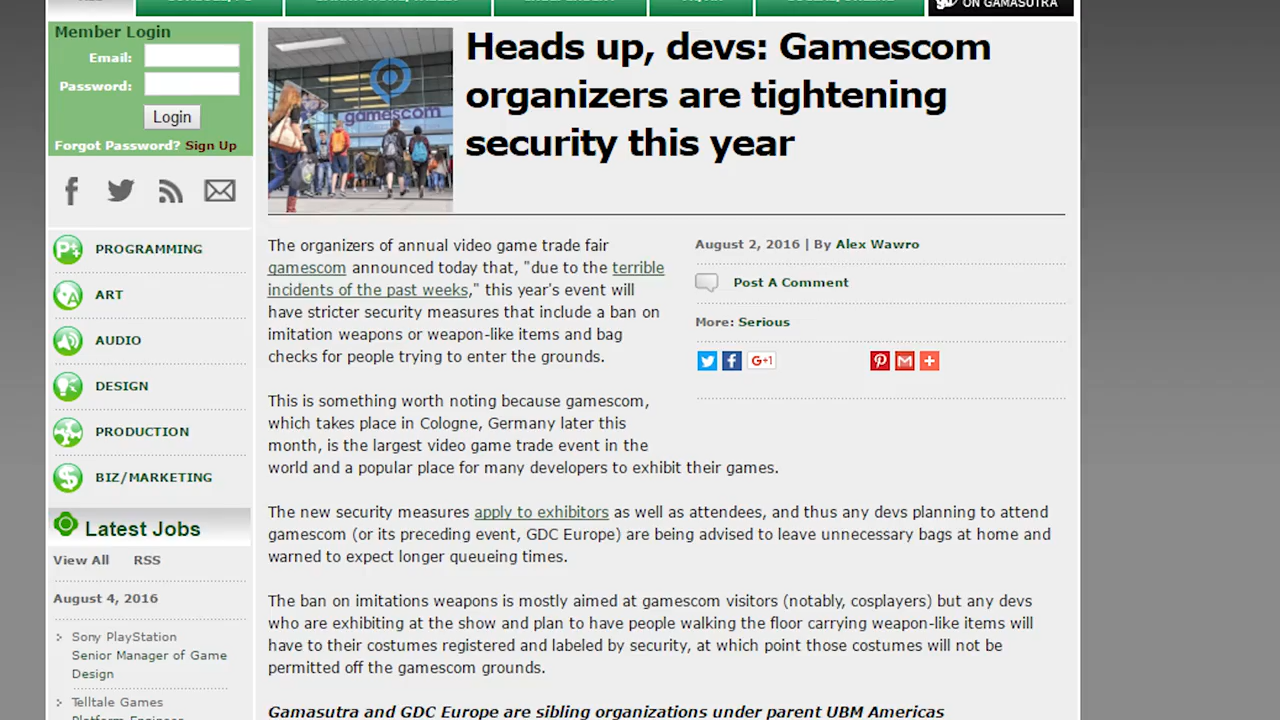 ON GAMASUTRA
Member Login
Email:
Password:
Login
Forgot Password? Sign Up
PROGRAMMING
ART
AUDIO
DESIGN
PRODUCTION
BIZ/MARKETING
Latest Jobs
View All RSS
August 4, 2016
Sony PlayStation
Senior Manager of Game
Design
Telltale Games
Platform Engineer
gamescom
Heads up, devs: Gamescom
organizers are tightening
security this year
The organizers of annual video game trade fair
gamescom announced today that, "due to the terrible
incidents of the past weeks," this year's event will
have stricter security measures that include a ban on
imitation weapons or weapon-like items and bag
checks for people trying to enter the grounds.
August 2, 2016 | By Alex Wawro
Post A Comment
More: Serious
G+1
This is something worth noting because gamescom,
which takes place in Cologne, Germany later this
month, is the largest video game trade event in the
world and a popular place for many developers to exhibit their games.
The new security measures apply to exhibitors as well as attendees, and thus any devs planning to attend
gamescom (or its preceding event, GDC Europe) are being advised to leave unnecessary bags at home and
warned to expect longer queueing times.
The ban on imitations weapons is mostly aimed at gamescom visitors (notably, cosplayers) but any devs
who are exhibiting at the show and plan to have people walking the floor carrying weapon-like items will
have to their costumes registered and labeled by security, at which point those costumes will not be
permitted off the gamescom grounds.
Gamasutra and GDC Europe are sibling organizations under parent UBM Americas